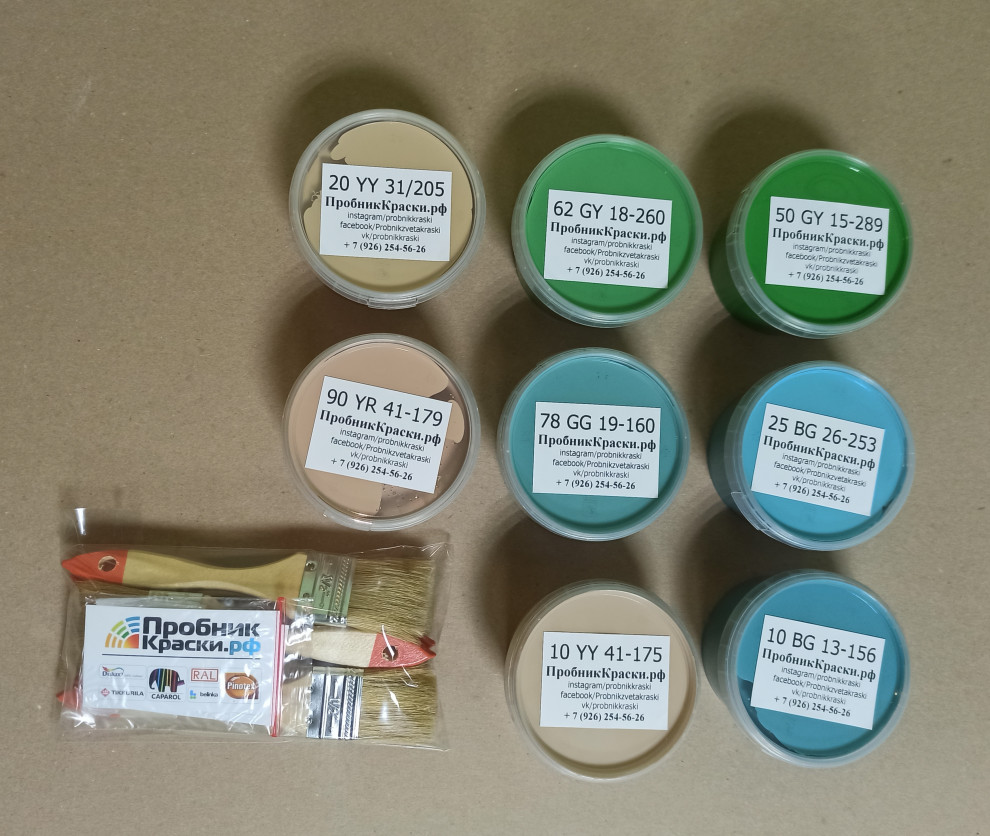 20 YY 31/205
ПробникКраски.рф
instagram/probnikkraski
facebook/Probnikzvetakraski
vk/probnikkraski
+ 7 (926) 254-56-26
62 GY 18-260
ПробникКраски.рф
instagram/probnikkraski
facebook/Probnikzvetakraski
vk/probnikkraski
+ 7 (926) 254-56-26
50 GY 15-289
ПробникКраски.рф
instagram/probnikkraski
facebook/Probnikzvetakraski
vk/probnikkraski
+ 7 (926) 254-56-26
90 YR 41-179
ПробникКраски.рф
instagram/probnikkraski
facebook/Probnikzvetakraski
vk/probnikkraski
+ 7 (926) 254-56-26
78 GG 19-160
ПробникКраски.рф
instagram/probnikkraski
facebook/Probnikzvetakraski
vk/probnikkraski
+ 7 (926) 254-56-26
25 BG 26-253
ПробникКраски.рф
instagram/probnikkraski
facebook/Probnikzvetakraski
vk/probnikkraski
+ 7 (926) 254-56-26
Пробник
Краски.рф
Dulux RAL
TIKKURILA CAPAROL belinka Pinotex
10 YY 41-175
ПробникКраски.рф
instagram/probnikkraski
facebook/Probnikzvetakraski
vk/probnikkraski
+ 7 (926) 254-56-26
10 BG 13-156
ПробникКраски.рф
instagram/probnikkraski
facebook/Probnikzvetakraski
vk/probnikkraski
+ 7 (926) 254-56-26